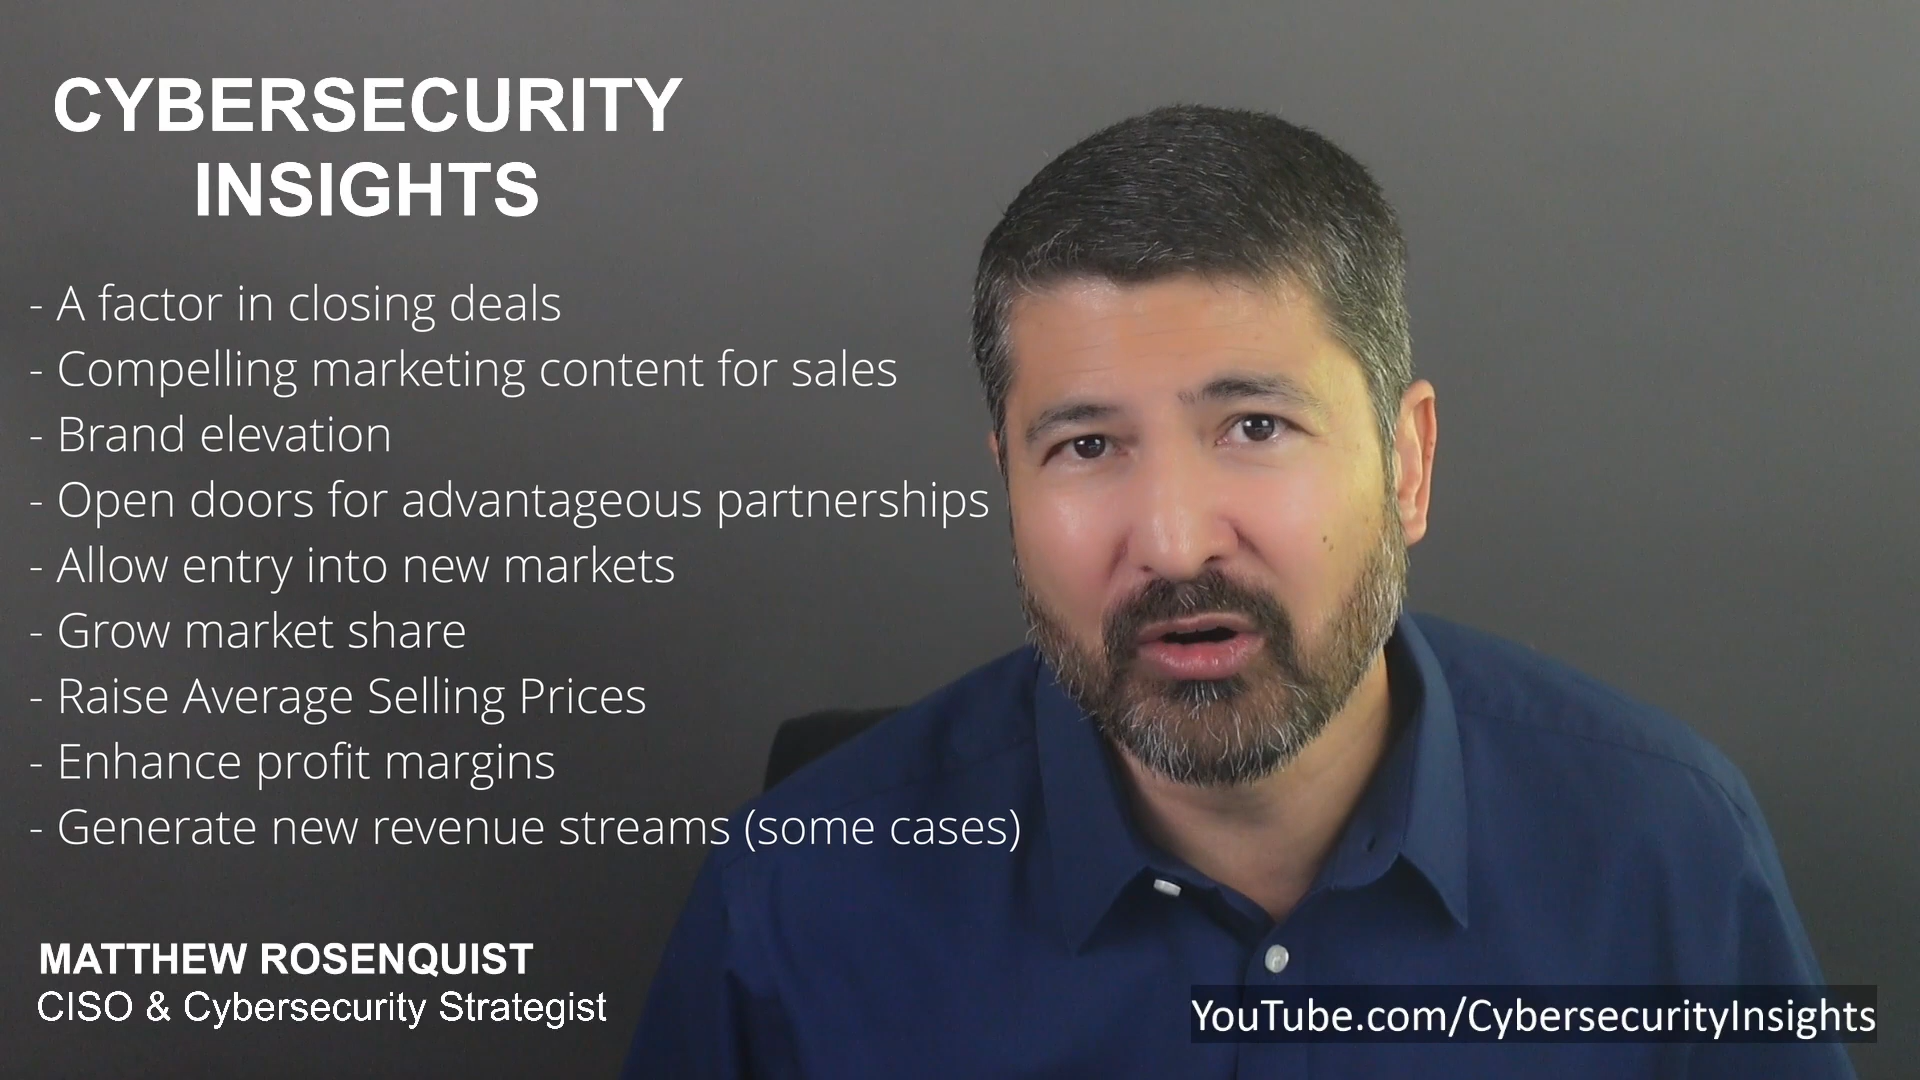 CYBERSECURITY
INSIGHTS
- A factor in closing deals
- Compelling marketing content for sales
- Brand elevation
- Open doors for advantageous partnerships
- Allow entry into new markets
- Grow market share
- Raise Average Selling Prices
- Enhance profit margins
- Generate new revenue streams (some cases)
MATTHEW ROSENQUIST
CISO & Cybersecurity Strategist
YouTube.com/CybersecurityInsights